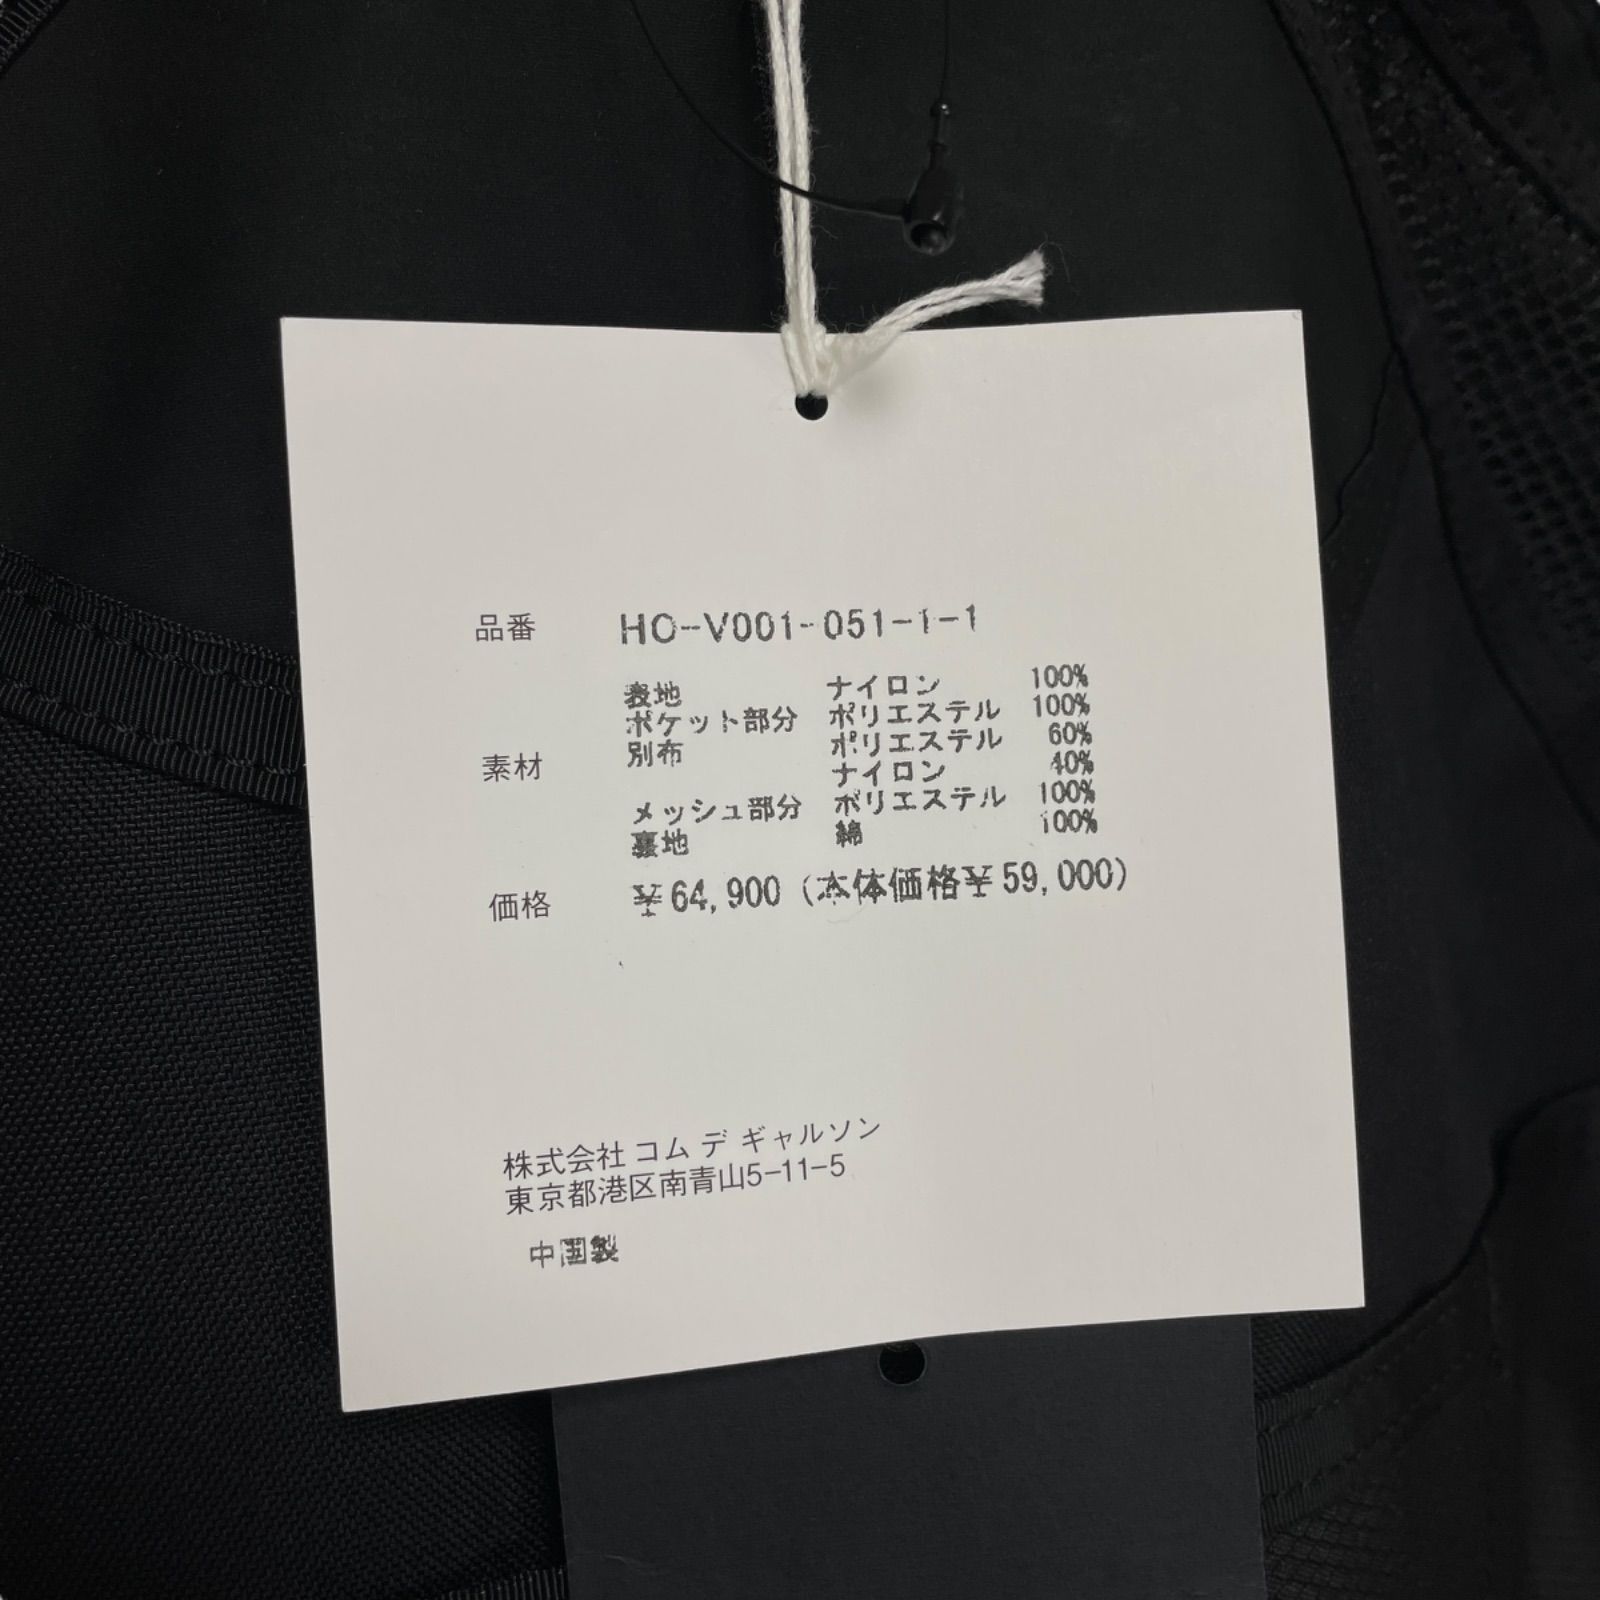 品番 HO-V001-051-1-1
表地 ナイロン 100%
ポケット部分 ポリエステル 100%
別布 ポリエステル 60%
素材 ナイロン 40%
メッシュ部分 ポリエステル 100%
裏地 綿 100%
価格 ¥64,900(本体価格¥59,000)
株式会社 コム デ ギャルソン
東京都港区南青山5-11-5
中国製